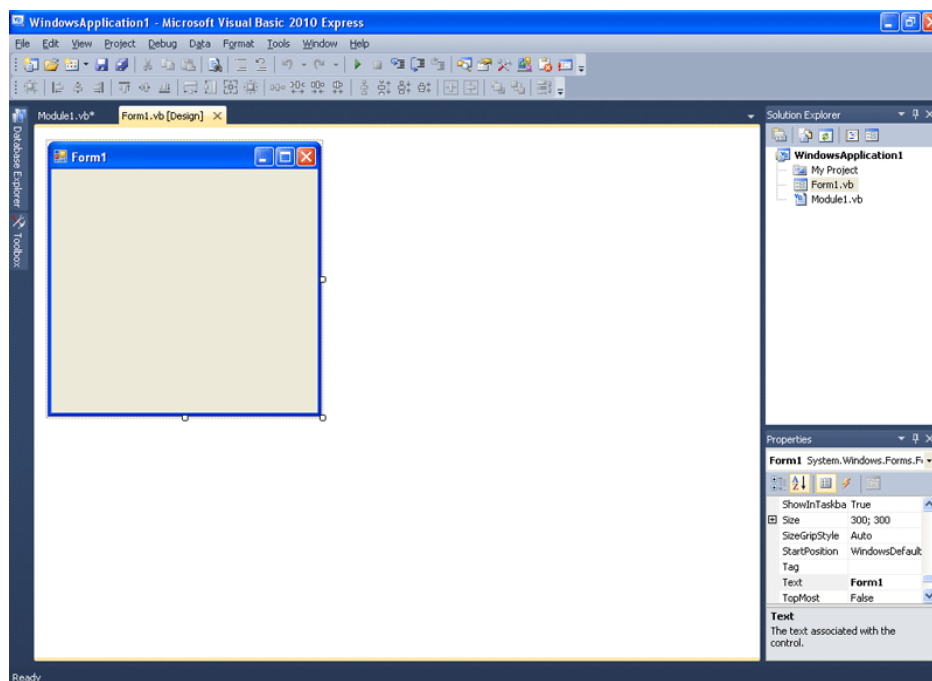 WindowsApplication1 - Microsoft Visual Basic 2010 Express
File Edit View Project Debug Data Format Tools Window Help
Module1.vb* Form1.vb [Design]
Database Explorer
Toolbox
Form1
Solution Explorer
WindowsApplication1
My Project
Form1.vb
Module1.vb
Properties
Form1 System.Windows.Forms.F
ShowInTaskba True
Size 300; 300
SizeGripStyle Auto
StartPosition WindowsDefault
Tag
Text Form1
TopMost False
Text
The text associated with the
control.
Ready